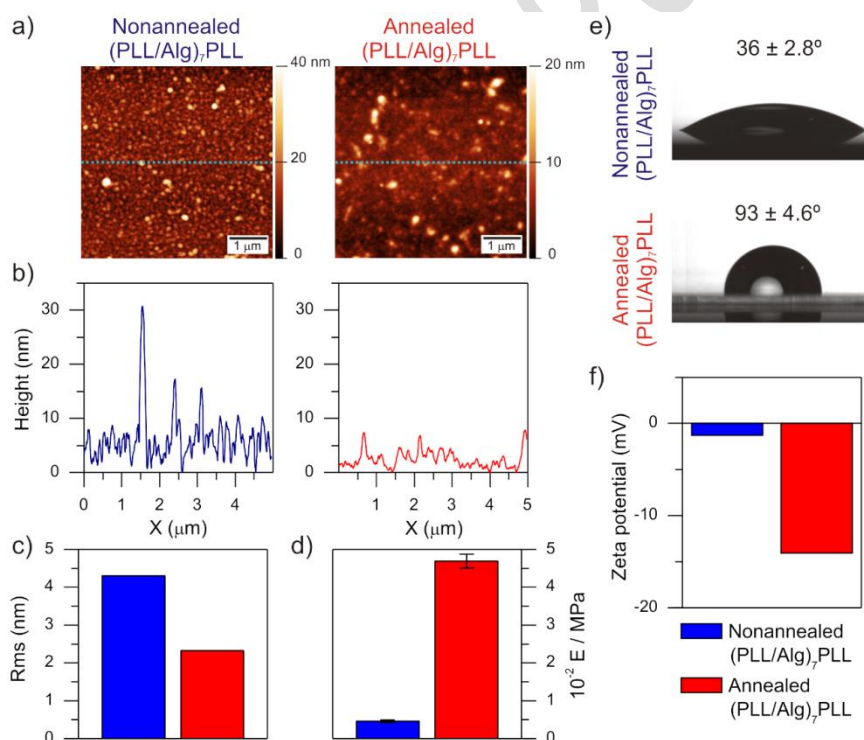 a)
Nonannealed
(PLL/Alg)₇PLL
Annealed
(PLL/Alg)₇PLL
40 nm
20
0
1 μm
20 nm
10
0
1 μm
b)
Height (nm)
30
20
10
0
0 1 2 3 4
X (μm)
30
20
10
0
1 2 3 4 5
X (μm)
c)
Rms (nm)
5
4
3
2
1
0
d)
5
4
3
2
1
0
10⁻² E / MPa
e)
Nonannealed
(PLL/Alg)₇PLL
36 ± 2.8º
Annealed
(PLL/Alg)₇PLL
93 ± 4.6º
f)
Zeta potential (mV)
0
-10
-20
Nonannealed
(PLL/Alg)₇PLL
Annealed
(PLL/Alg)₇PLL